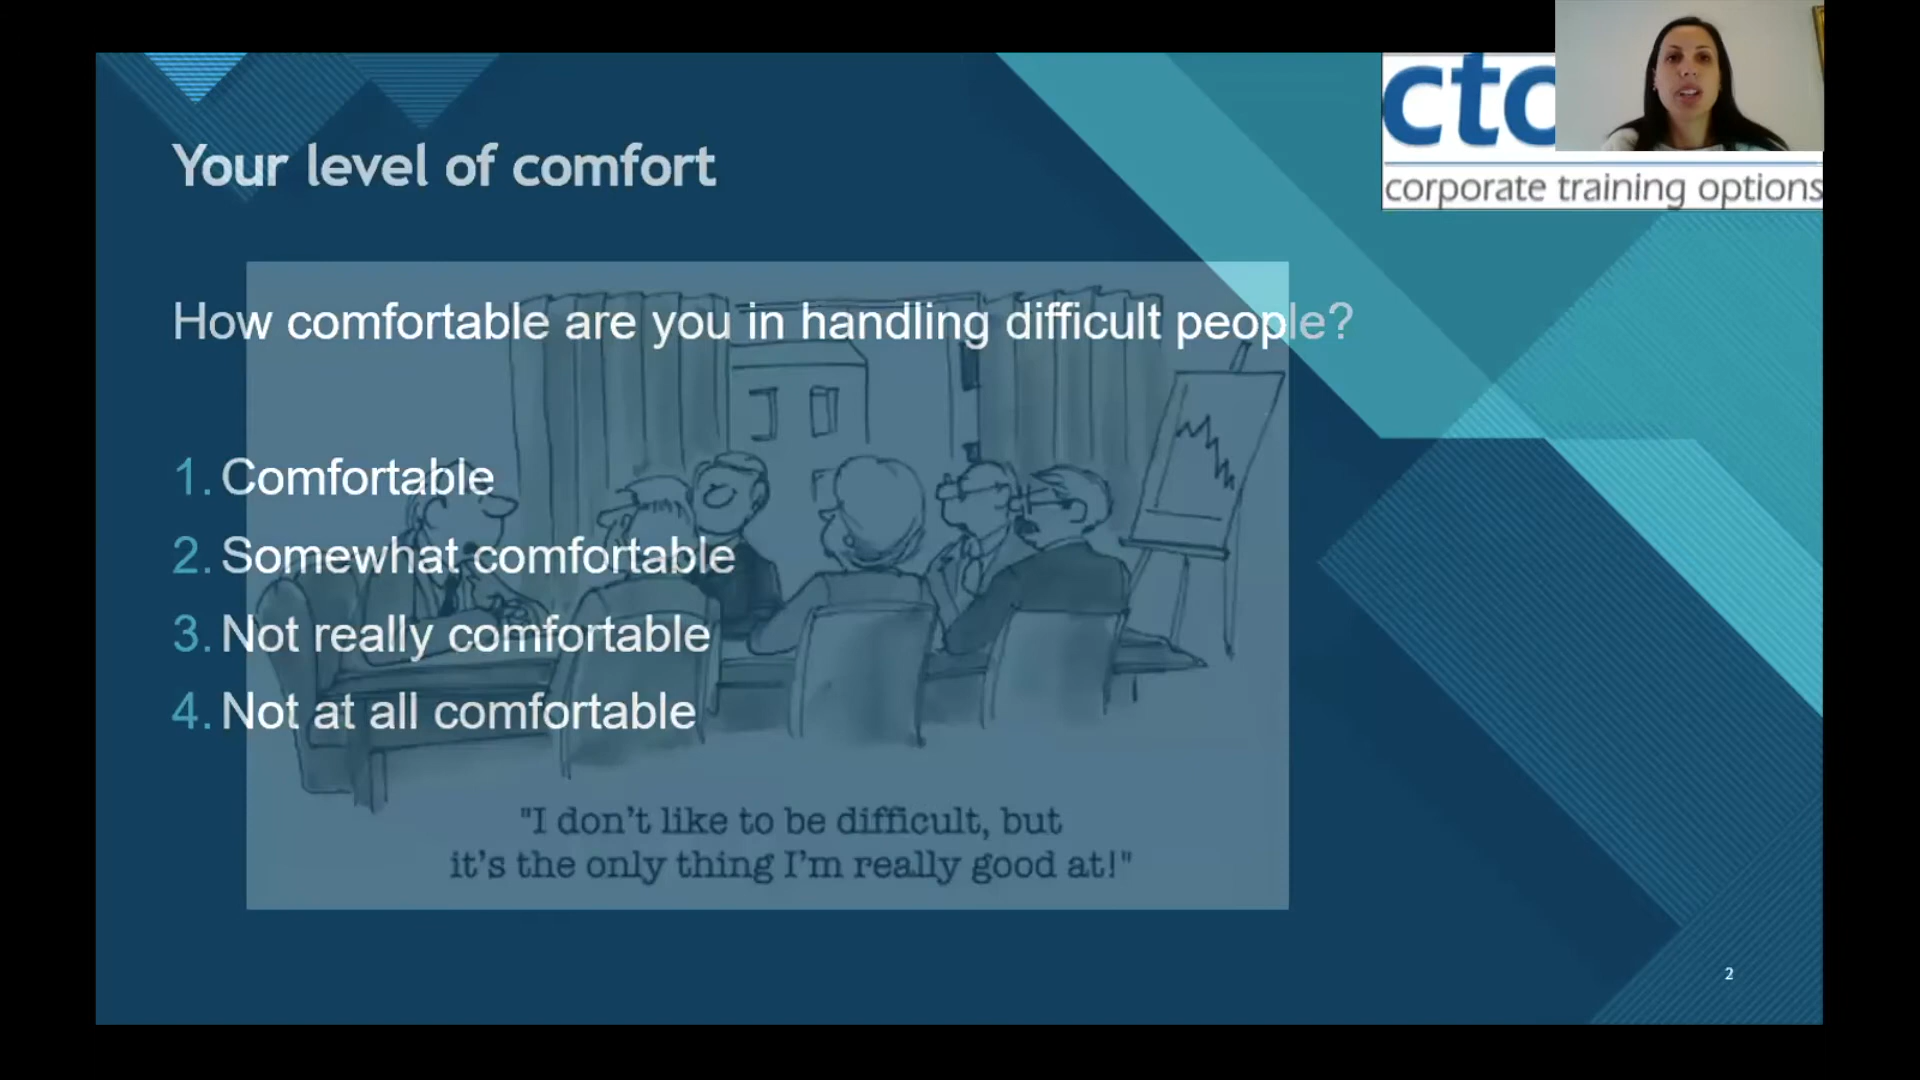 cto
corporate training options
Your level of comfort
How comfortable are you in handling difficult people?
1. Comfortable
2. Somewhat comfortable
3. Not really comfortable
4. Not at all comfortable
"I don't like to be difficult, but
it's the only thing I'm really good at!"
2